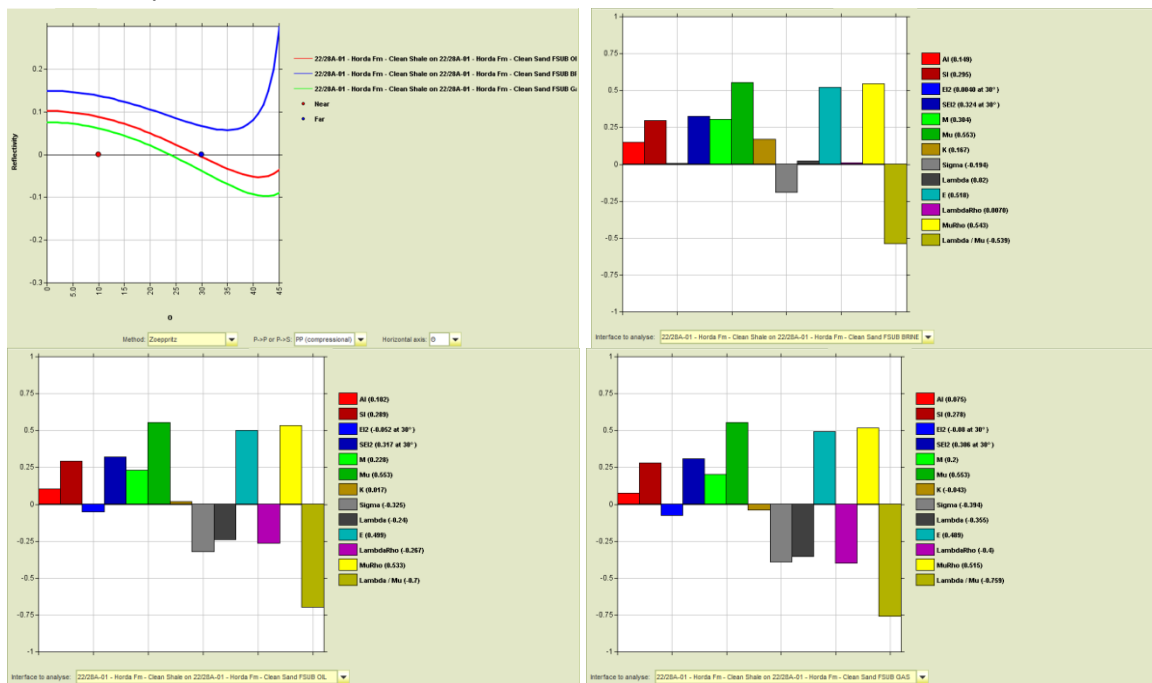 0.2
0.1
0
-0.1
-0.2
-0.3
Reflectivity
0
5.0
10
15
20
25
30
35
40
45
Θ
22/28A-01 - Horda Fm - Clean Shale on 22/28A-01 - Horda Fm - Clean Sand FSUB OI
22/28A-01 - Horda Fm - Clean Shale on 22/28A-01 - Horda Fm - Clean Sand FSUB BR
22/28A-01 - Horda Fm - Clean Shale on 22/28A-01 - Horda Fm - Clean Sand FSUB Ga
Near
Far
Method: Zoeppritz P->P or P->S: PP (compressional) Horizontal axis: Θ
1
0.75
0.5
0.25
0
-0.25
-0.5
-0.75
-1
AI (0.149)
SI (0.295)
EI2 (0.0040 at 30°)
SEI2 (0.324 at 30°)
M (0.304)
Mu (0.553)
K (0.167)
Sigma (-0.194)
Lambda (0.02)
E (0.518)
LambdaRho (0.0070)
MuRho (0.543)
Lambda / Mu (-0.539)
Interface to analyse: 22/28A-01 - Horda Fm - Clean Shale on 22/28A-01 - Horda Fm - Clean Sand FSUB BRINE
1
0.75
0.5
0.25
0
-0.25
-0.5
-0.75
-1
AI (0.102)
SI (0.289)
EI2 (-0.052 at 30°)
SEI2 (0.317 at 30°)
M (0.228)
Mu (0.553)
K (0.017)
Sigma (-0.325)
Lambda (-0.24)
E (0.499)
LambdaRho (-0.267)
MuRho (0.533)
Lambda / Mu (-0.7)
Interface to analyse: 22/28A-01 - Horda Fm - Clean Shale on 22/28A-01 - Horda Fm - Clean Sand FSUB OIL
1
0.75
0.5
0.25
0
-0.25
-0.5
-0.75
-1
AI (0.075)
SI (0.278)
EI2 (-0.08 at 30°)
SEI2 (0.306 at 30°)
M (0.2)
Mu (0.553)
K (-0.043)
Sigma (-0.394)
Lambda (-0.355)
E (0.489)
LambdaRho (-0.4)
MuRho (0.515)
Lambda / Mu (-0.759)
Interface to analyse: 22/28A-01 - Horda Fm - Clean Shale on 22/28A-01 - Horda Fm - Clean Sand FSUB GAS